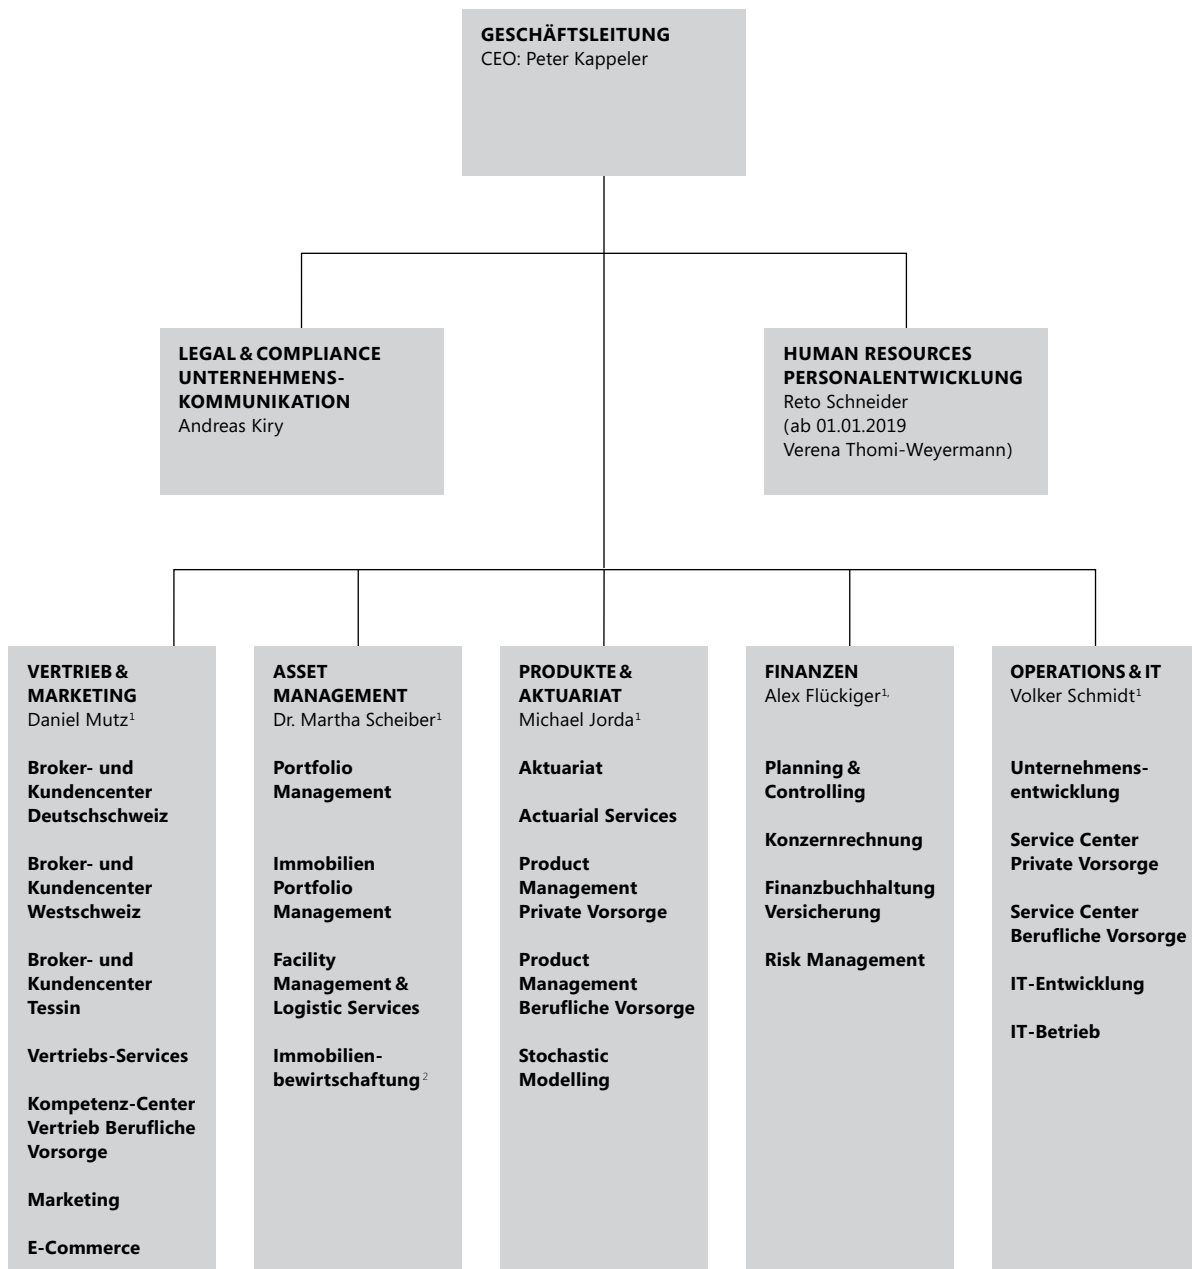 GESCHÄFTSLEITUNG
CEO: Peter Kappeler
LEGAL & COMPLIANCE
UNTERNEHMENS-
KOMMUNIKATION
Andreas Kiry
HUMAN RESOURCES
PERSONALENTWICKLUNG
Reto Schneider
(ab 01.01.2019
Verena Thomi-Weyermann)
VERTRIEB &
MARKETING
Daniel Mutz¹
Broker- und
Kundencenter
Deutschschweiz
Broker- und
Kundencenter
Westschweiz
Broker- und
Kundencenter
Tessin
Vertriebs-Services
Kompetenz-Center
Vertrieb Berufliche
Vorsorge
Marketing
E-Commerce
ASSET
MANAGEMENT
Dr. Martha Scheiber¹
Portfolio
Management
Immobilien
Portfolio
Management
Facility
Management &
Logistic Services
Immobilien-
bewirtschaftung²
PRODUKTE &
AKTUARIAT
Michael Jorda¹
Aktuariat
Actuarial Services
Product
Management
Private Vorsorge
Product
Management
Berufliche Vorsorge
Stochastic
Modelling
FINANZEN
Alex Flückiger¹,
Planning &
Controlling
Konzernrechnung
Finanzbuchhaltung
Versicherung
Risk Management
OPERATIONS & IT
Volker Schmidt¹
Unternehmens-
entwicklung
Service Center
Private Vorsorge
Service Center
Berufliche Vorsorge
IT-Entwicklung
IT-Betrieb